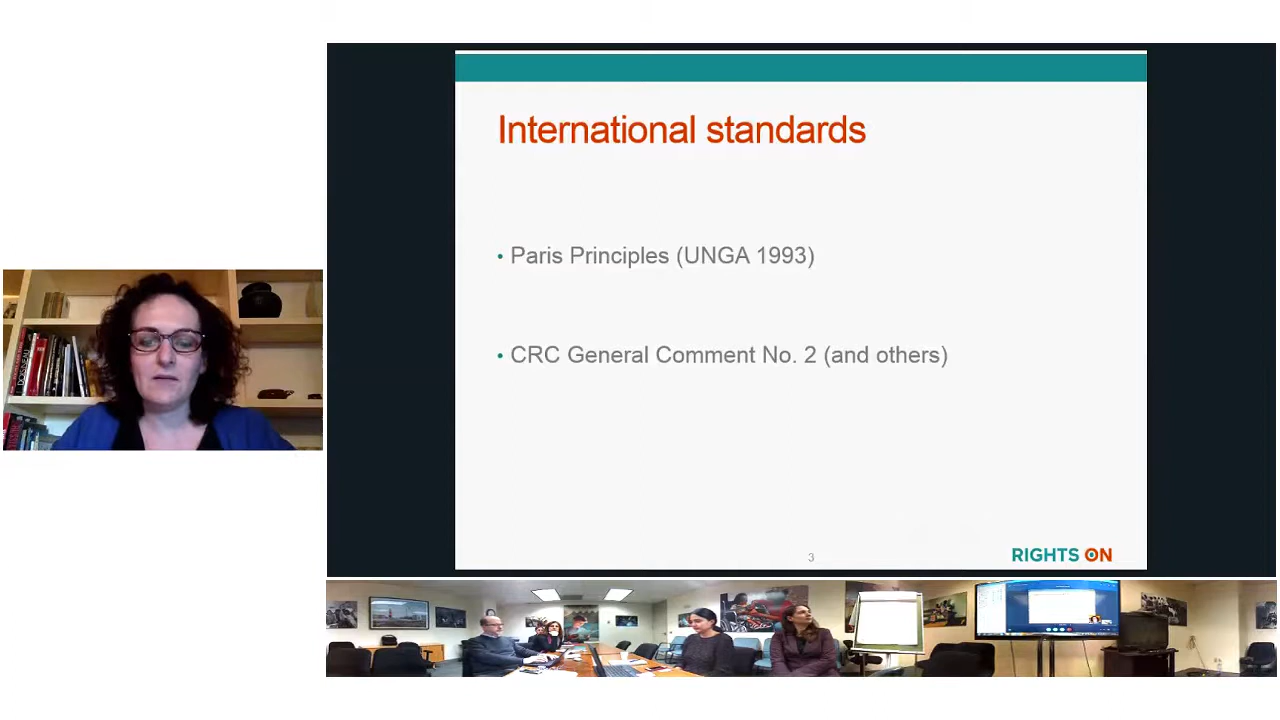 International standards
• Paris Principles (UNGA 1993)
• CRC General Comment No. 2 (and others)
3
RIGHTS ON